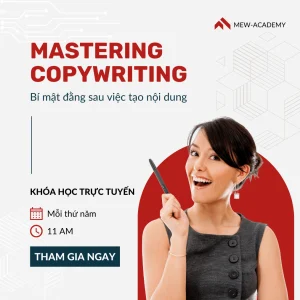 MEW-ACADEMY
MASTERING
COPYWRITING
Bí mật đằng sau việc tạo nội dung
KHÓA HỌC TRỰC TUYẾN
Mỗi thứ năm
11 AM
THAM GIA NGAY